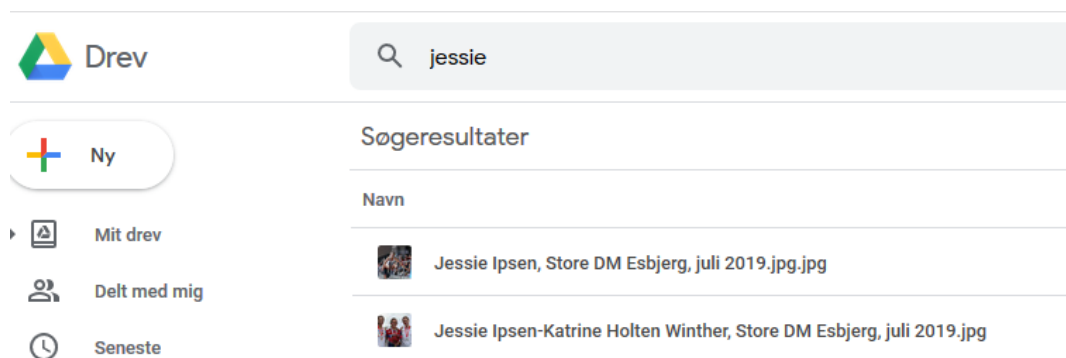 Drev
jessie
Ny
Søgeresultater
Navn
Mit drev
Jessie Ipsen, Store DM Esbjerg, juli 2019.jpg.jpg
Delt med mig
Jessie Ipsen-Katrine Holten Winther, Store DM Esbjerg, juli 2019.jpg
Seneste